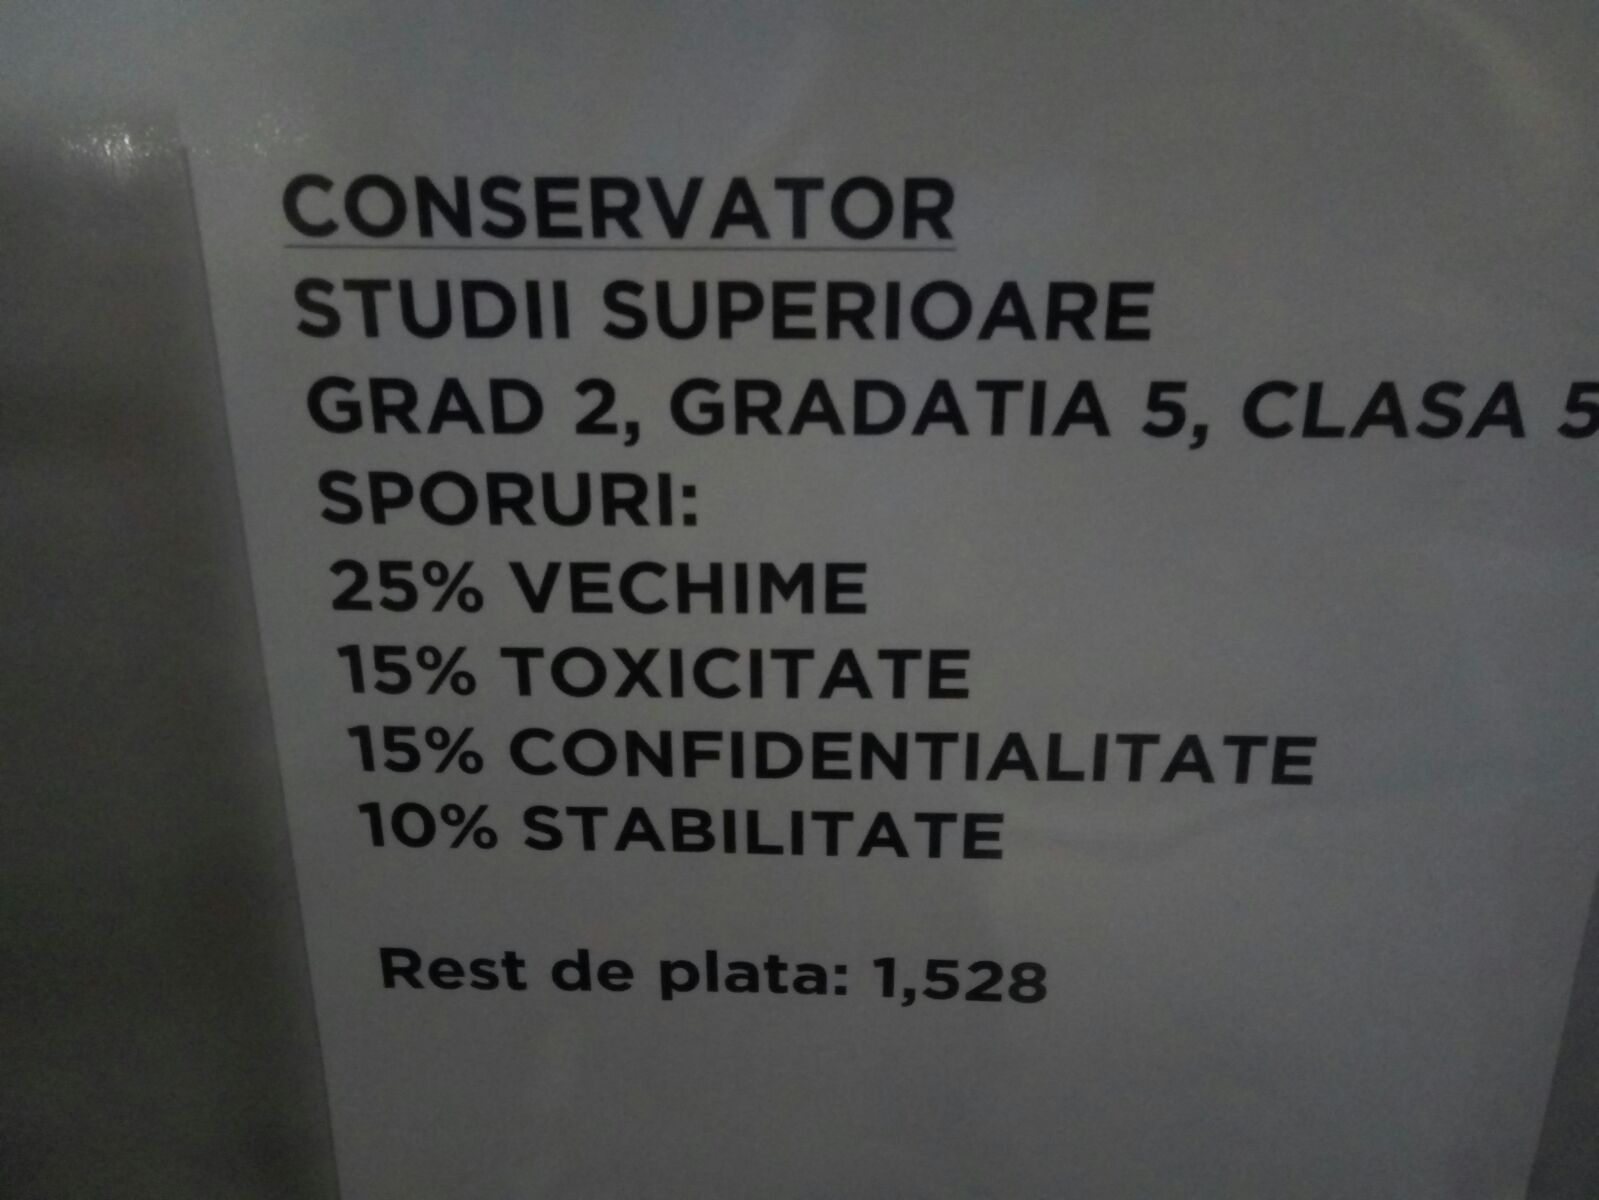 CONSERVATOR
STUDII SUPERIOARE
GRAD 2, GRADATIA 5, CLASA 5
SPORURI:
25% VECHIME
15% TOXICITATE
15% CONFIDENTIALITATE
10% STABILITATE
Rest de plata: 1,528